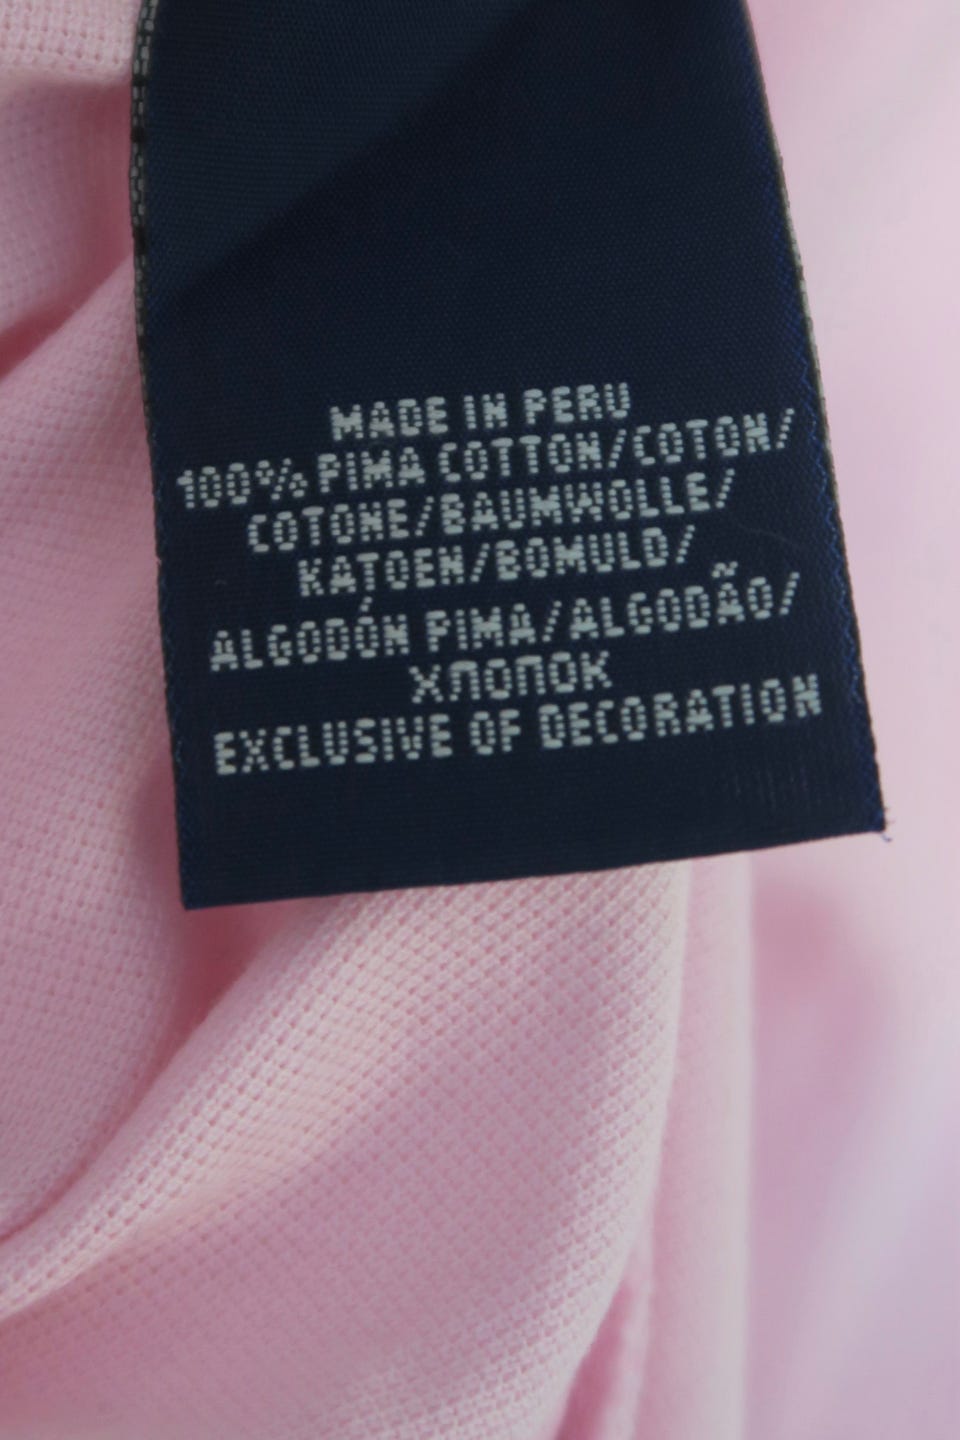 MADE IN PERU
100% PIMA COTTON/COTON/
COTONE/BAUMWOLLE/
KATOEN/BOMULD/
ALGODÓN PIMA/ALGODÃO/
ХЛОПОК
EXCLUSIVE OF DECORATION